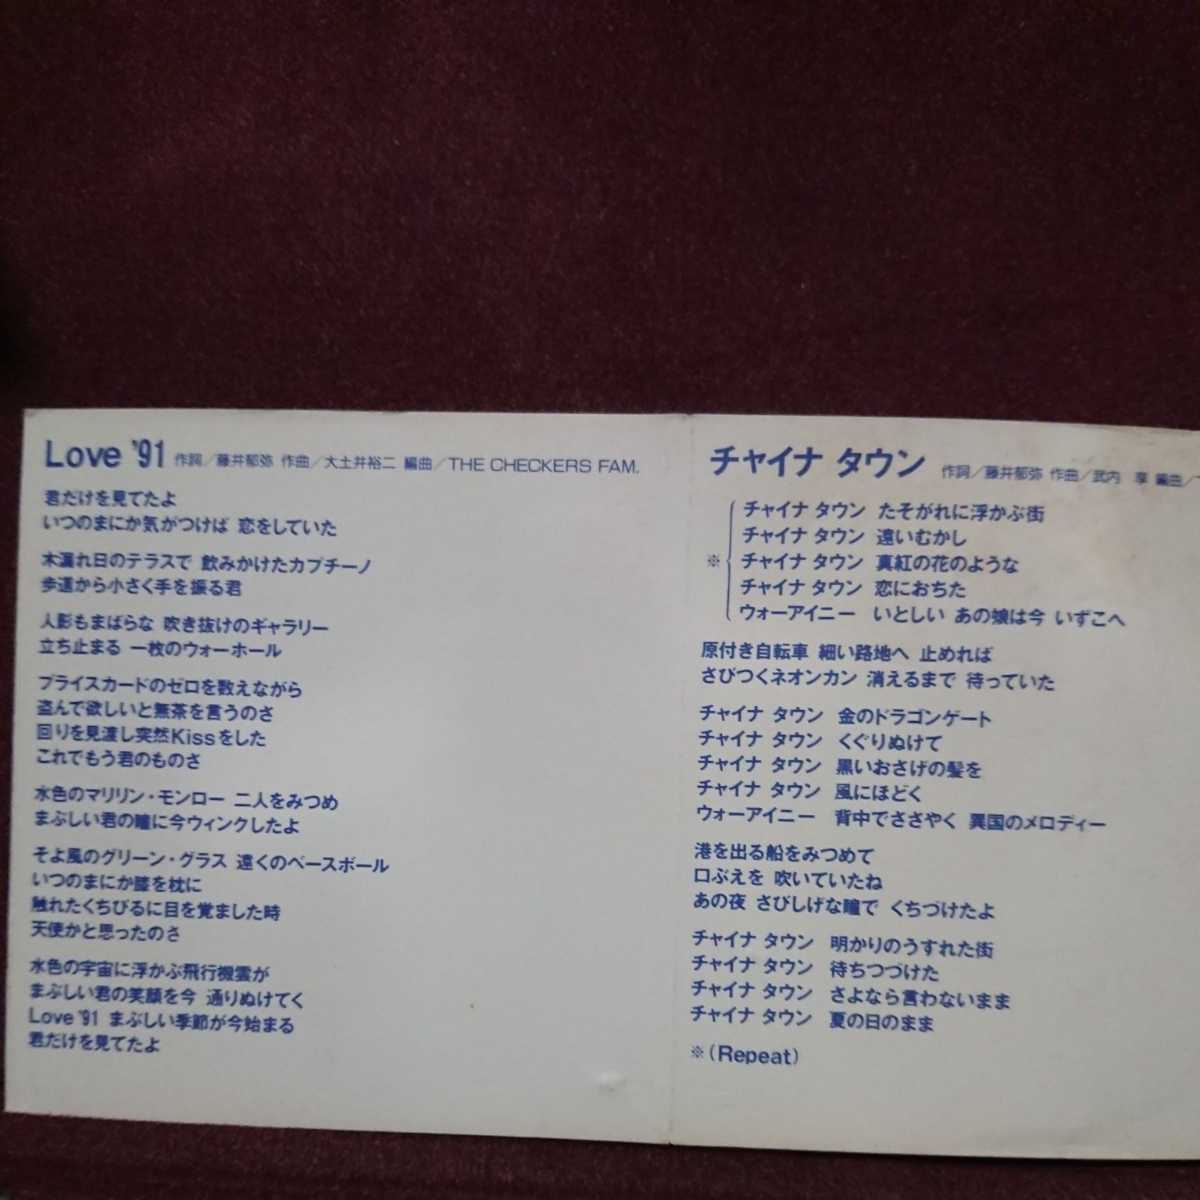 Love '91 作詞／藤井郁弥 作曲／大土井裕二 編曲／THE CHECKERS FAM.
君だけを見てたよ
いつのまにか気がつけば 恋をしていた
木漏れ日のテラスで 飲みかけたカプチーノ
歩道から小さく手を振る君
人影もまばらな 吹き抜けのギャラリー
立ち止まる 一枚のウォーホール
プライスカードのゼロを数えながら
盗んで欲しいと無茶を言うのさ
回りを見渡し突然Kissをした
これでもう君のものさ
水色のマリリン・モンロー 二人をみつめ
まぶしい君の瞳に今ウィンクしたよ
そよ風のグリーン・グラス 遠くのベースボール
いつのまにか膝を枕に
触れたくちびるに目を覚ました時
天使かと思ったのさ
水色の宇宙に浮かぶ飛行機雲が
まぶしい君の笑顔を今 通りぬけてく
Love '91 まぶしい季節が今始まる
君だけを見てたよ
チャイナ タウン 作詞／藤井郁弥 作曲／武内 享 編曲／
チャイナ タウン たそがれに浮かぶ街
チャイナ タウン 遠いむかし
※ チャイナ タウン 真紅の花のような
チャイナ タウン 恋におちた
ウォーアイニー いとしい あの娘は今 いずこへ
原付き自転車 細い路地へ 止めれば
さびつくネオンカン 消えるまで 待っていた
チャイナ タウン 金のドラゴンゲート
チャイナ タウン くぐりぬけて
チャイナ タウン 黒いおさげの髪を
チャイナ タウン 風にほどく
ウォーアイニー 背中でささやく 異国のメロディー
港を出る船をみつめて
口ぶえを 吹いていたね
あの夜 さびしげな瞳で くちづけたよ
チャイナ タウン 明かりのうすれた街
チャイナ タウン 待ちつづけた
チャイナ タウン さよなら言わないまま
チャイナ タウン 夏の日のまま
※(Repeat)